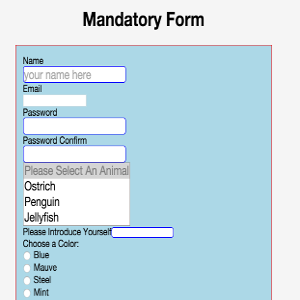 Mandatory Form
Name
your name here
Email
Password
Password Confirm
Please Select An Animal
Ostrich
Penguin
Jellyfish
Please Introduce Yourself
Choose a Color:
Blue
Mauve
Steel
Mint